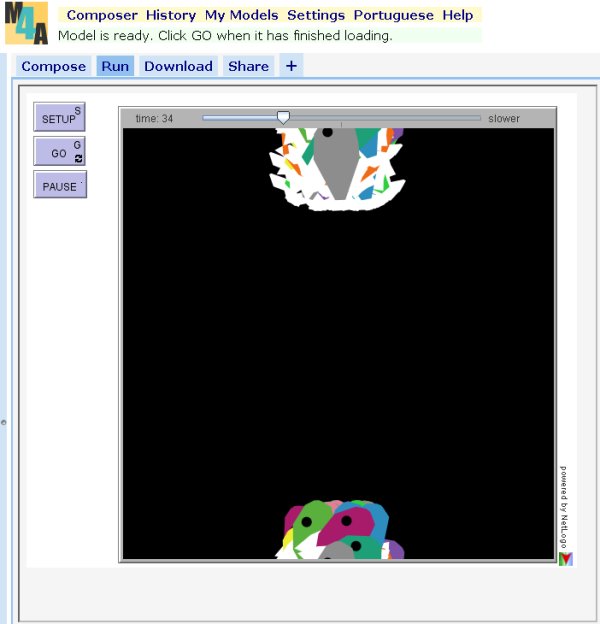 M4A
Composer History My Models Settings Portuguese Help
Model is ready. Click GO when it has finished loading.
Compose Run Download Share +
SETUP S
time: 34 slower
GO G
PAUSE
powered by NetLogo